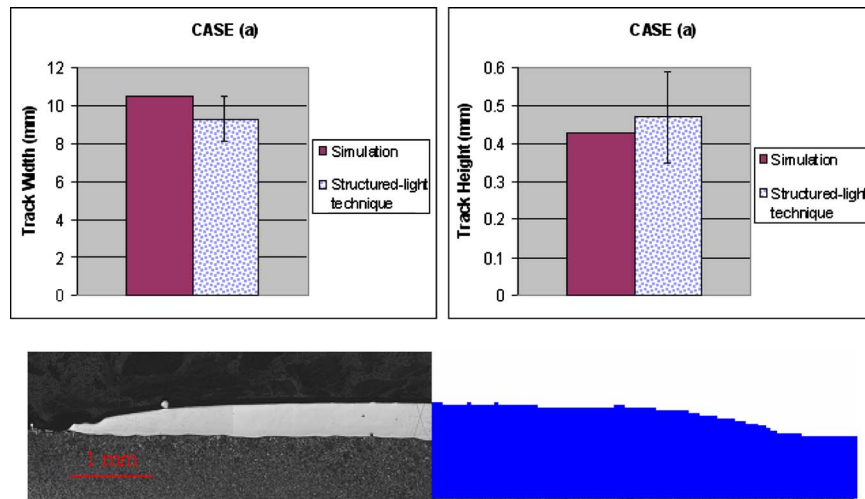 CASE (a)
Track Width (mm)
12
10
8
6
4
2
0
Simulation
Structured-light
technique
CASE (a)
Track Height (mm)
0.6
0.5
0.4
0.3
0.2
0.1
0
Simulation
Structured-light
technique
1 mm